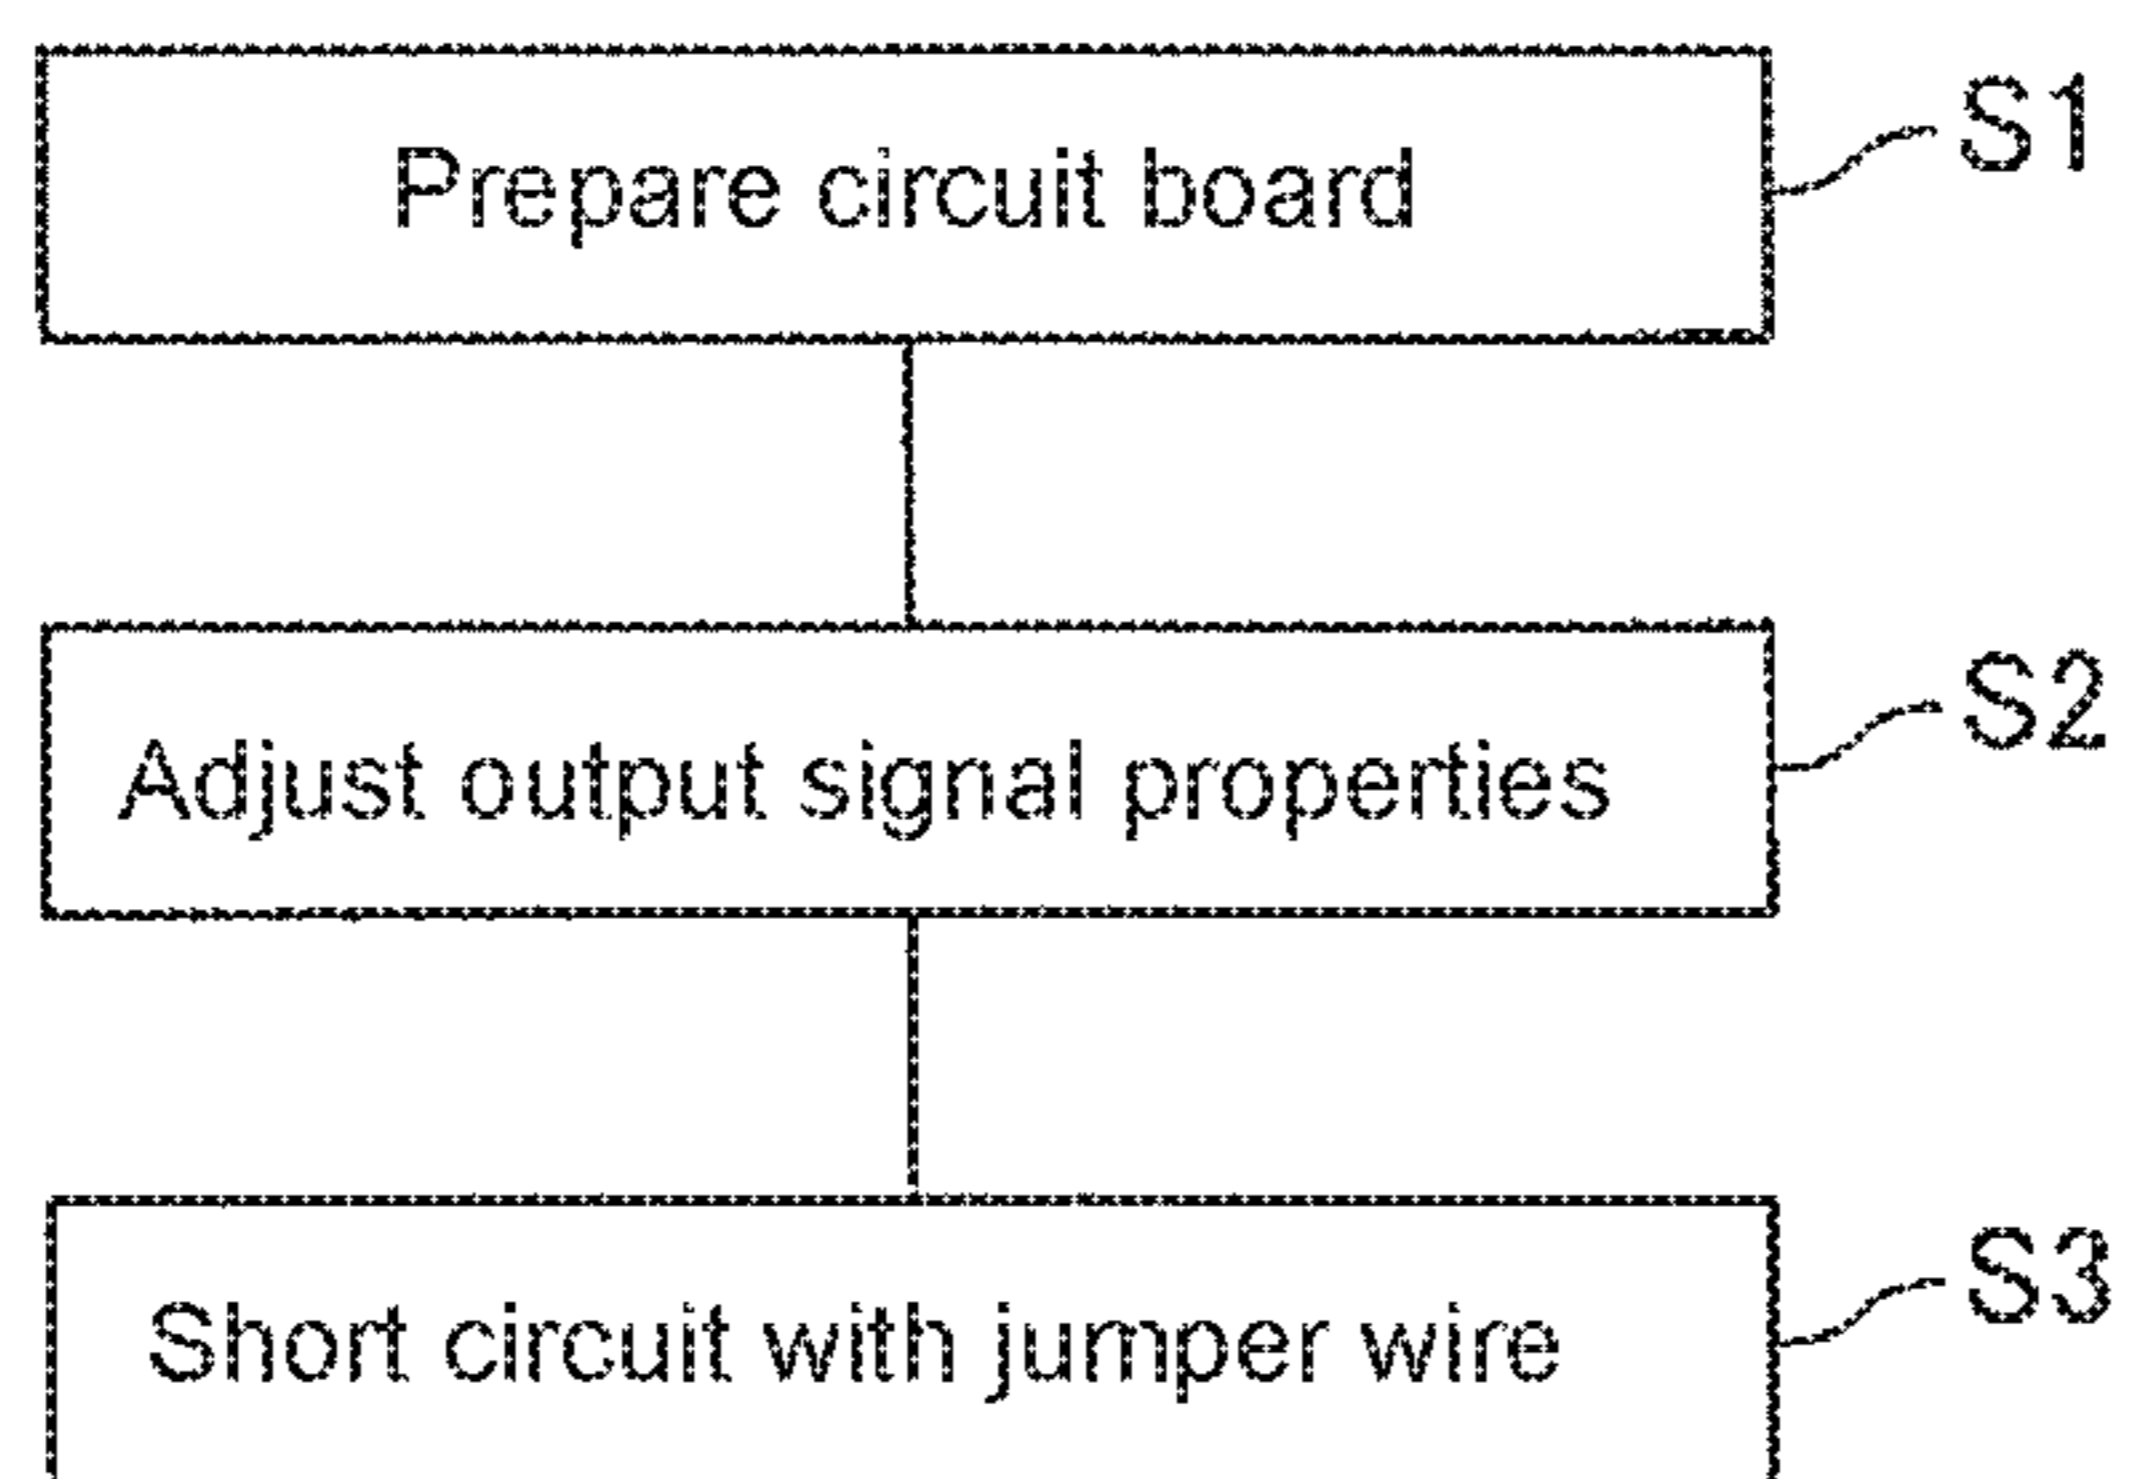 Prepare circuit board
S1
Adjust output signal properties
S2
Short circuit with jumper wire
S3